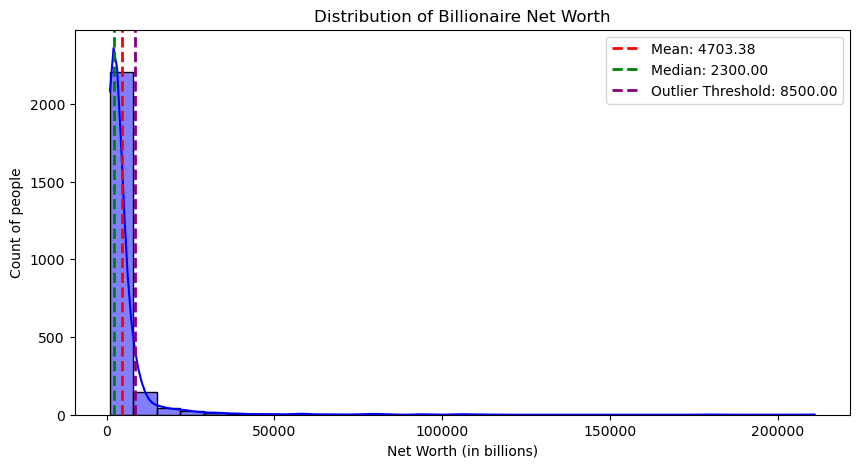 Distribution of Billionaire Net Worth
Mean: 4703.38
Median: 2300.00
Outlier Threshold: 8500.00
2000
1500
1000
500
0
Count of people
0 50000 100000 150000 200000
Net Worth (in billions)